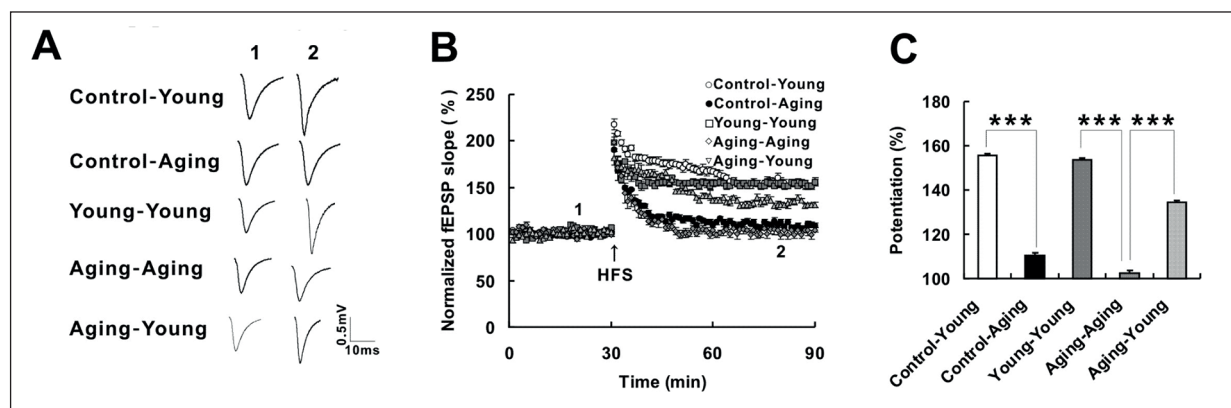 A
1 2
Control-Young
Control-Aging
Young-Young
Aging-Aging
Aging-Young
0.5mV
10ms
B
Control-Young
Control-Aging
Young-Young
Aging-Aging
Aging-Young
Normalized fEPSP slope ( % )
250
200
150
100
50
0
1
HFS
2
0 30 60 90
Time (min)
C
Potentiation (%)
180
160
140
120
100
*** *** ***
Control-Young
Control-Aging
Young-Young
Aging-Aging
Aging-Young